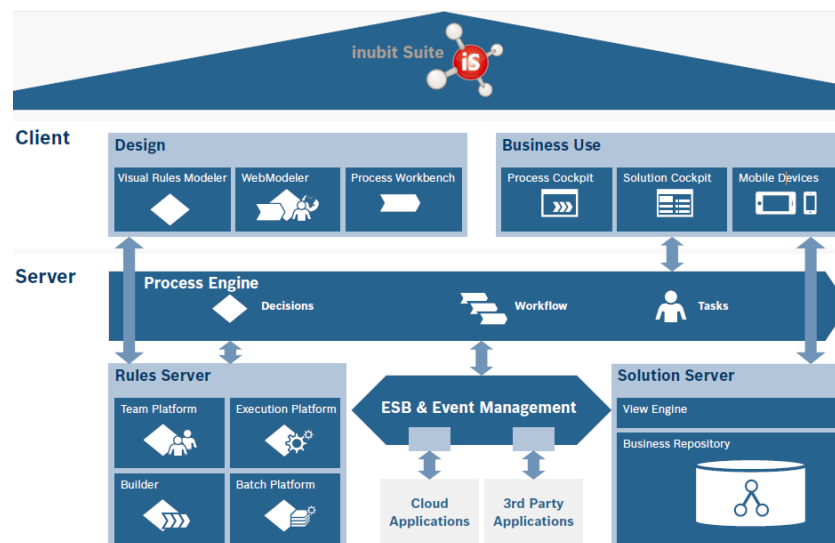 inubit Suite
iS
Client
Design
Visual Rules Modeler
WebModeler
Process Workbench
Business Use
Process Cockpit
Solution Cockpit
Mobile Devices
Server
Process Engine
Decisions
Workflow
Tasks
Rules Server
Team Platform
Execution Platform
Builder
Batch Platform
ESB & Event Management
Cloud
Applications
3rd Party
Applications
Solution Server
View Engine
Business Repository